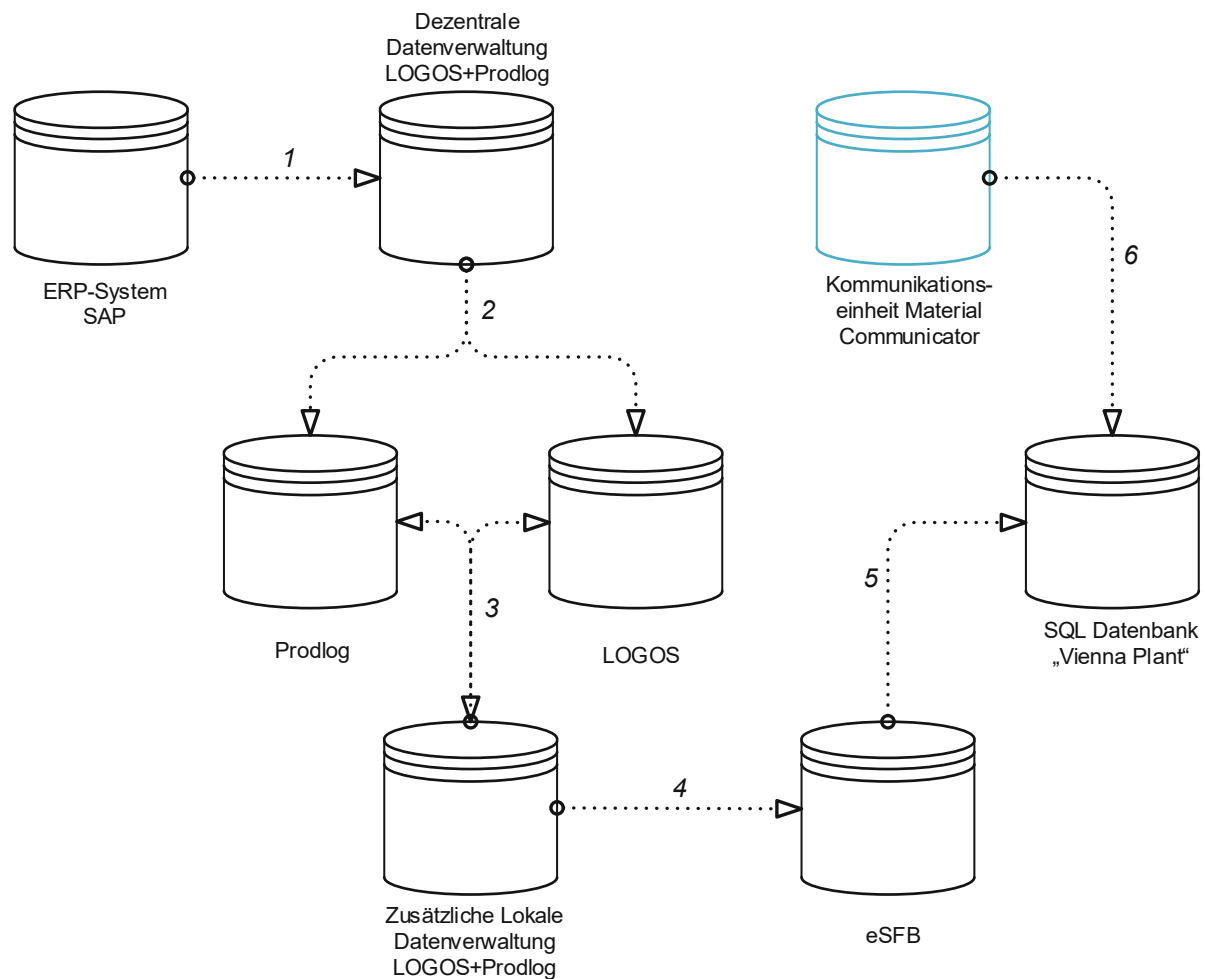 Dezentrale
Datenverwaltung
LOGOS+Prodlog
1
ERP-System
SAP
2
Kommunikations-
einheit Material
Communicator
6
Prodlog
LOGOS
3
5
SQL Datenbank
„Vienna Plant“
4
Zusätzliche Lokale
Datenverwaltung
LOGOS+Prodlog
eSFB